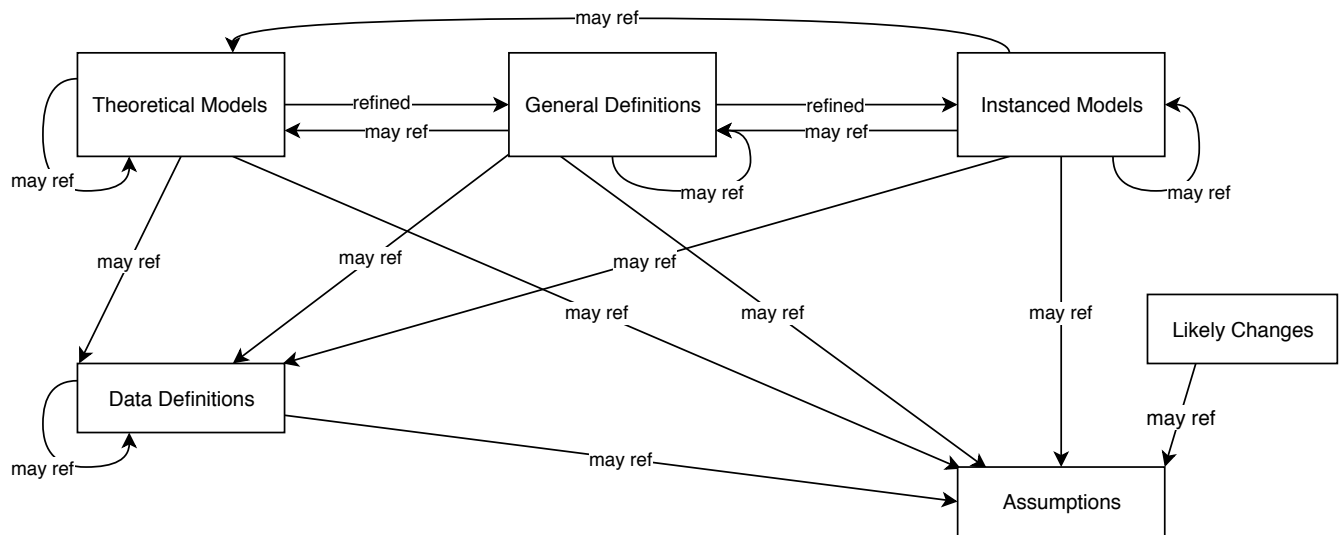 may ref
Theoretical Models
refined
General Definitions
refined
Instanced Models
may ref
may ref
may ref
may ref
may ref
may ref
may ref
may ref
may ref
may ref
may ref
may ref
Likely Changes
Data Definitions
may ref
may ref
may ref
Assumptions